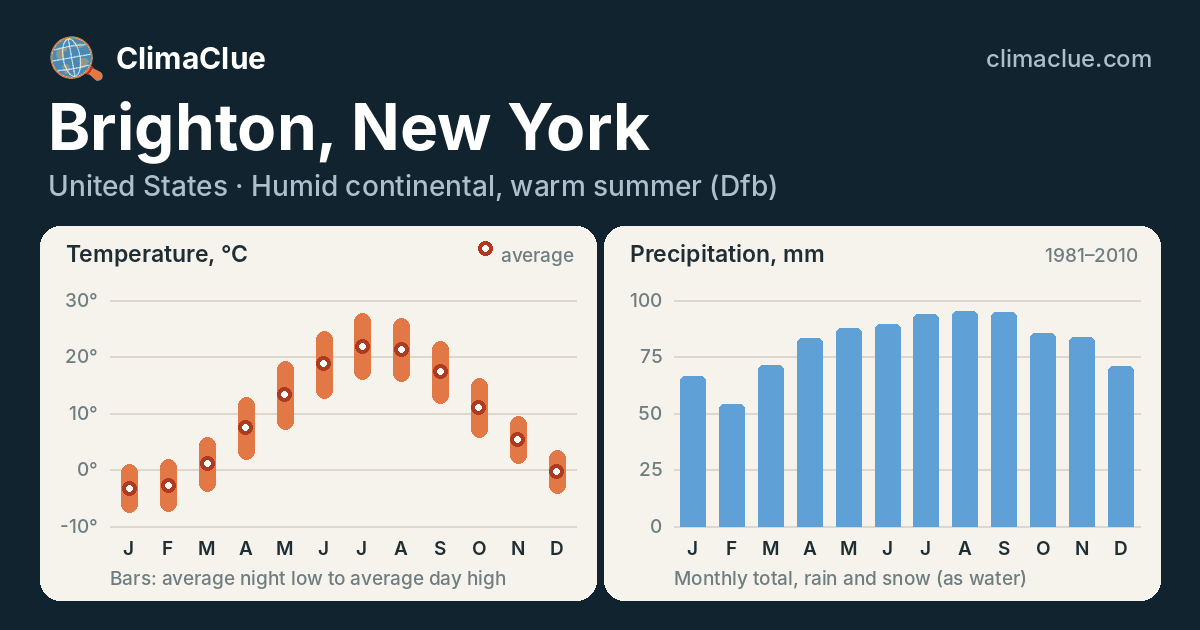 ClimaClue
climaclue.com
Brighton, New York
United States · Humid continental, warm summer (Dfb)
Temperature, °C
average
30°
20°
10°
0°
-10°
J F M A M J J A S O N D
Bars: average night low to average day high
Precipitation, mm
1981–2010
100
75
50
25
0
J F M A M J J A S O N D
Monthly total, rain and snow (as water)